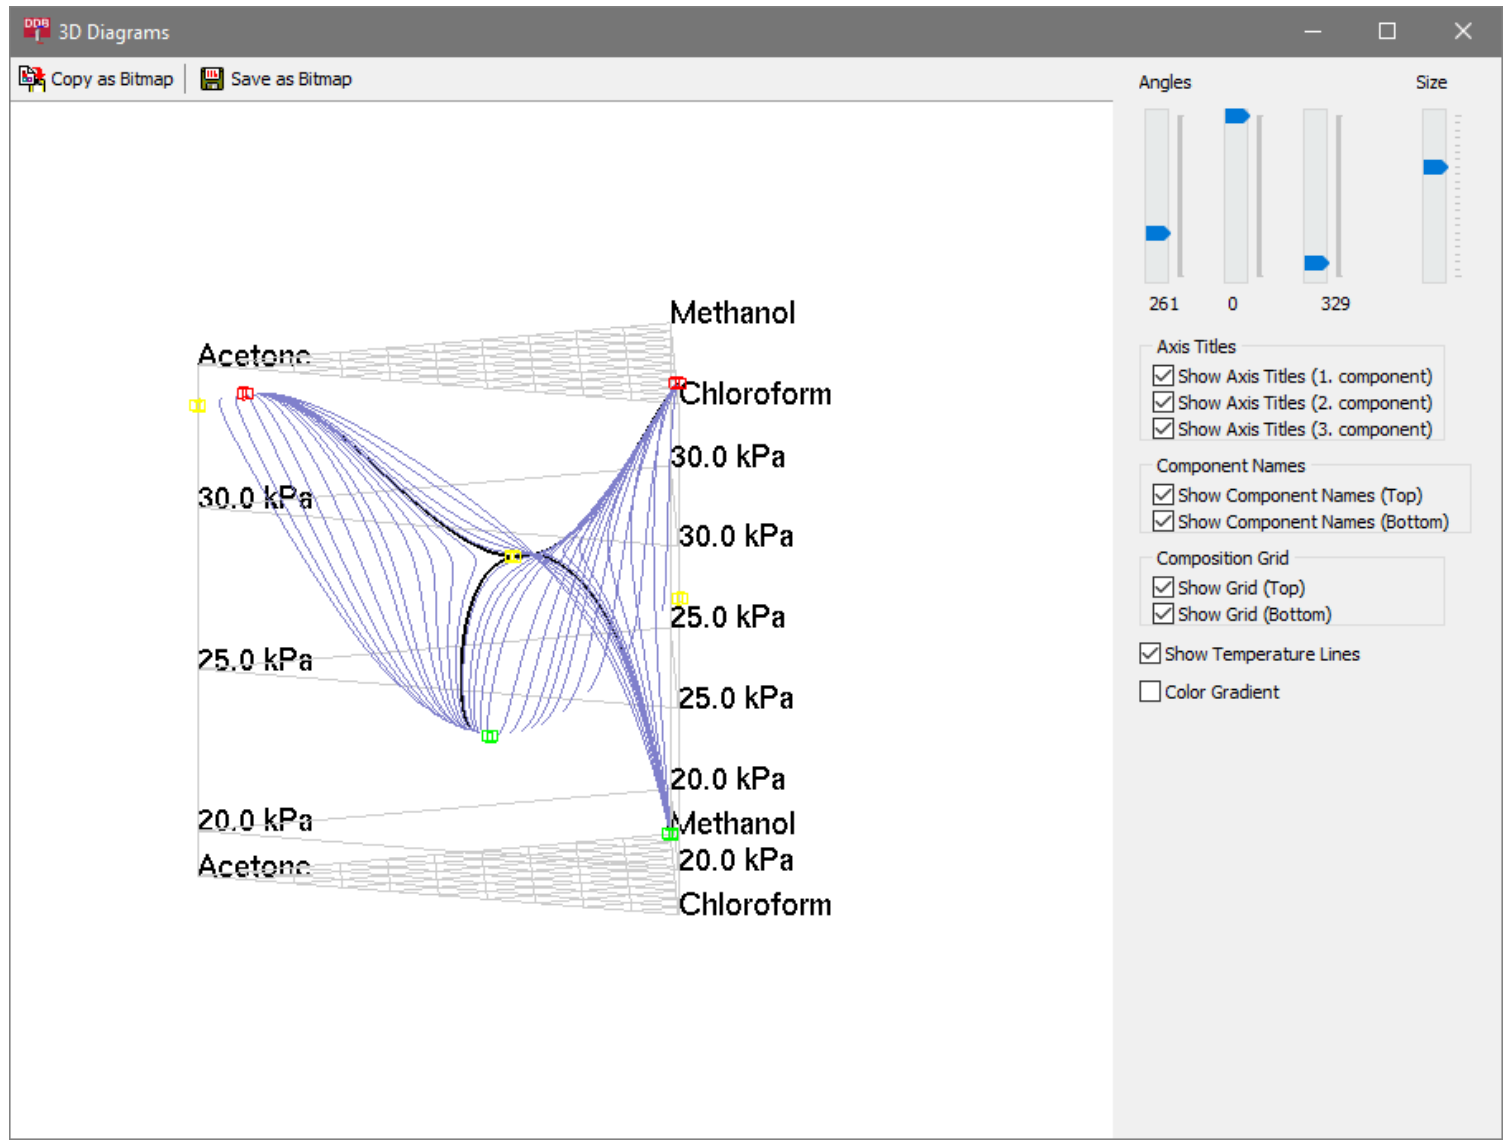 DDB
3D Diagrams
Copy as Bitmap
Save as Bitmap
Angles
Size
261
0
329
Axis Titles
Show Axis Titles (1. component)
Show Axis Titles (2. component)
Show Axis Titles (3. component)
Component Names
Show Component Names (Top)
Show Component Names (Bottom)
Composition Grid
Show Grid (Top)
Show Grid (Bottom)
Show Temperature Lines
Color Gradient
Methanol
Acetone
Chloroform
30.0 kPa
30.0 kPa
30.0 kPa
25.0 kPa
25.0 kPa
25.0 kPa
20.0 kPa
20.0 kPa
Methanol
20.0 kPa
Acetone
Chloroform